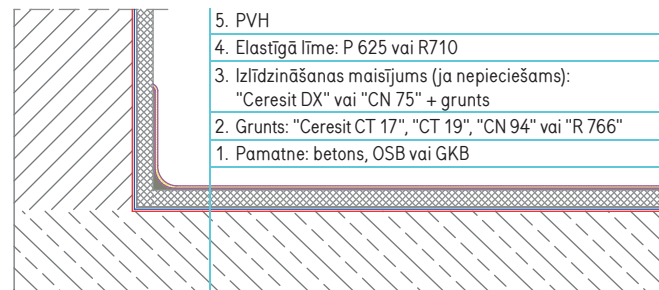 5. PVH
4. Elastīgā līme: P 625 vai R710
3. Izlīdzināšanas maisījums (ja nepieciešams):
"Ceresit DX" vai "CN 75" + grunts
2. Grunts: "Ceresit CT 17", "CT 19", "CN 94" vai "R 766"
1. Pamatne: betons, OSB vai GKB